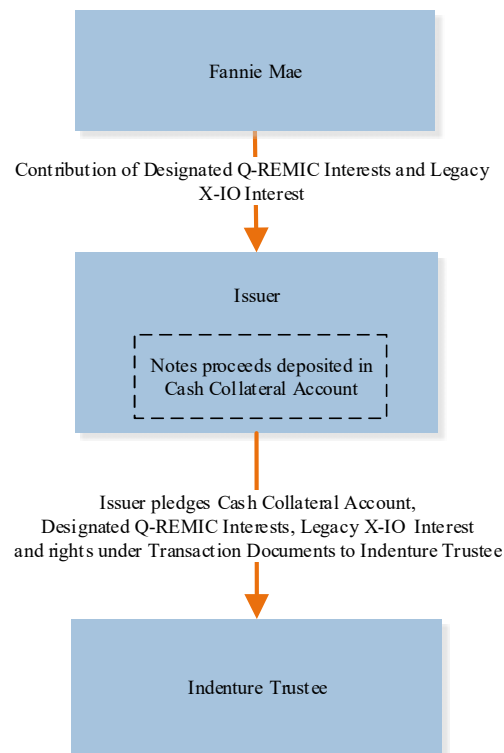 Fannie Mae
Contribution of Designated Q-REMIC Interests and Legacy
X-IO Interest
Issuer
Notes proceeds deposited in
Cash Collateral Account
Issuer pledges Cash Collateral Account,
Designated Q-REMIC Interests, Legacy X-IO Interest
and rights under Transaction Documents to Indenture Trustee
Indenture Trustee